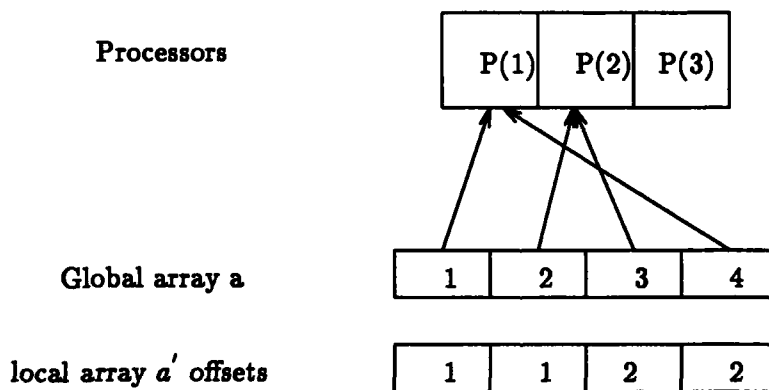 Processors P(1) P(2) P(3)
Global array a 1 2 3 4
local array a′ offsets 1 1 2 2